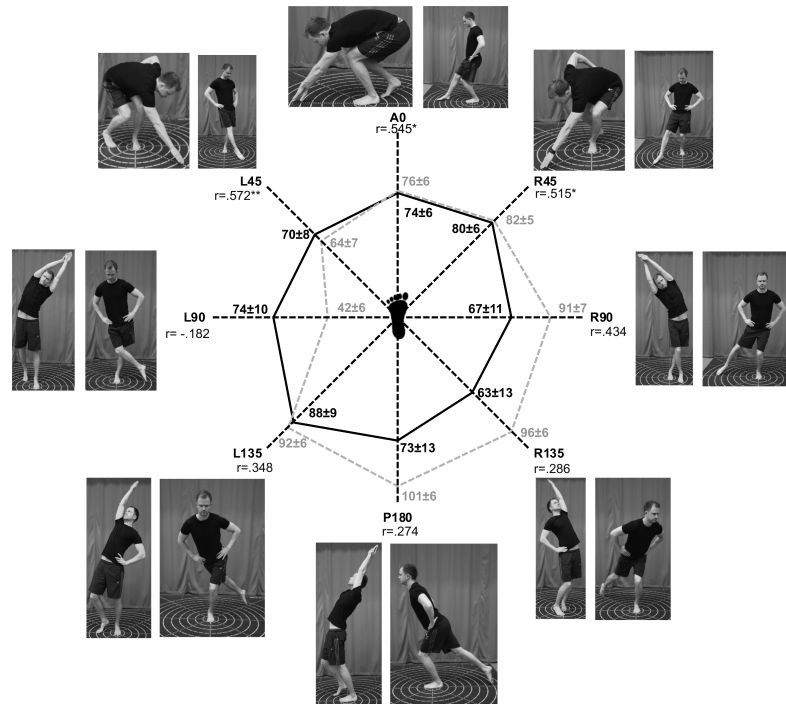 A0
r=.545*
L45
r=.572**
R45
r=.515*
76±6
74±6
82±5
80±6
70±8
64±7
L90
r= -.182
74±10
42±6
67±11
91±7
R90
r=.434
63±13
88±9
92±6
L135
r=.348
73±13
96±6
R135
r=.286
101±6
P180
r=.274